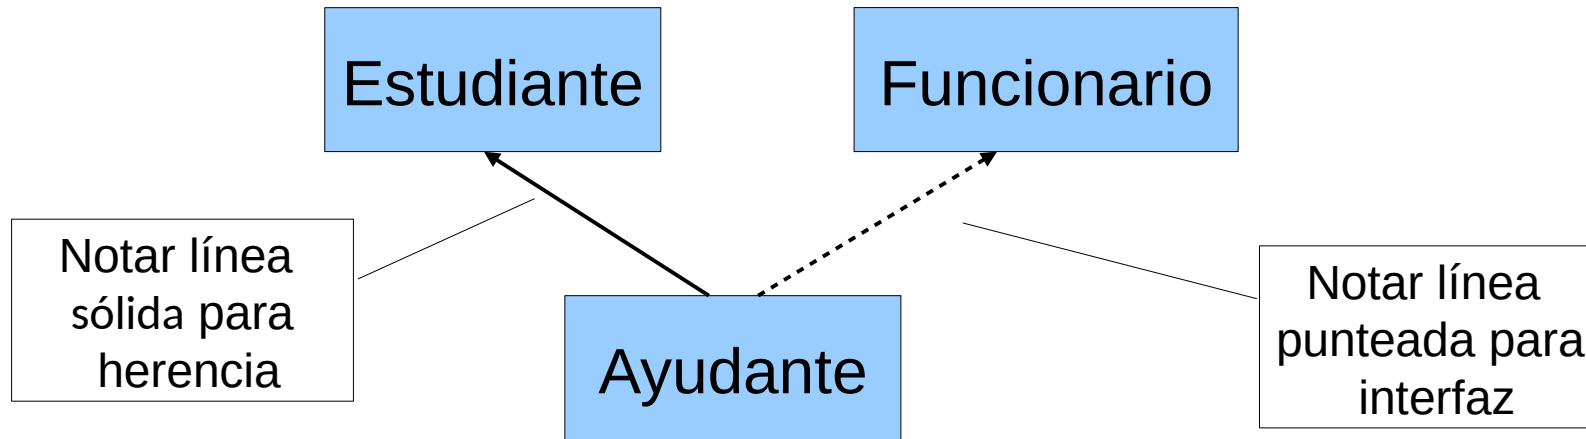 Estudiante
Funcionario
Notar línea
sólida para
herencia
Notar línea
punteada para
interfaz
Ayudante